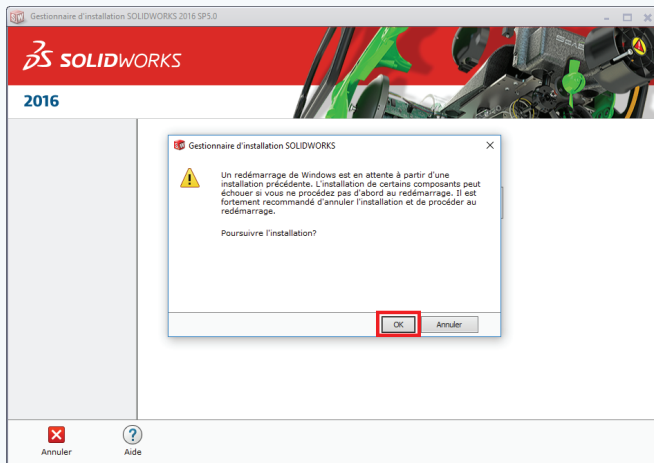 Gestionnaire d'installation SOLIDWORKS 2016 SP5.0
SOLIDWORKS
2016
Gestionnaire d'installation SOLIDWORKS
Un redémarrage de Windows est en attente à partir d'une
installation précédente. L'installation de certains composants peut
échouer si vous ne procédez pas d'abord au redémarrage. Il est
fortement recommandé d'annuler l'installation et de procéder au
redémarrage.
Poursuivre l'installation?
OK
Annuler
Annuler
Aide